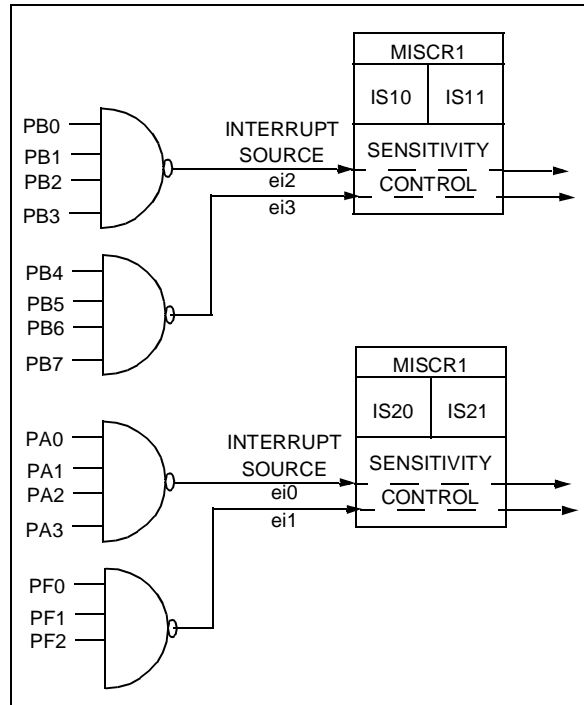 MISCR1
IS10 IS11
SENSITIVITY
CONTROL
PB0
PB1
PB2
PB3
INTERRUPT
SOURCE
ei2
ei3
PB4
PB5
PB6
PB7
MISCR1
IS20 IS21
SENSITIVITY
CONTROL
PA0
PA1
PA2
PA3
INTERRUPT
SOURCE
ei0
ei1
PF0
PF1
PF2